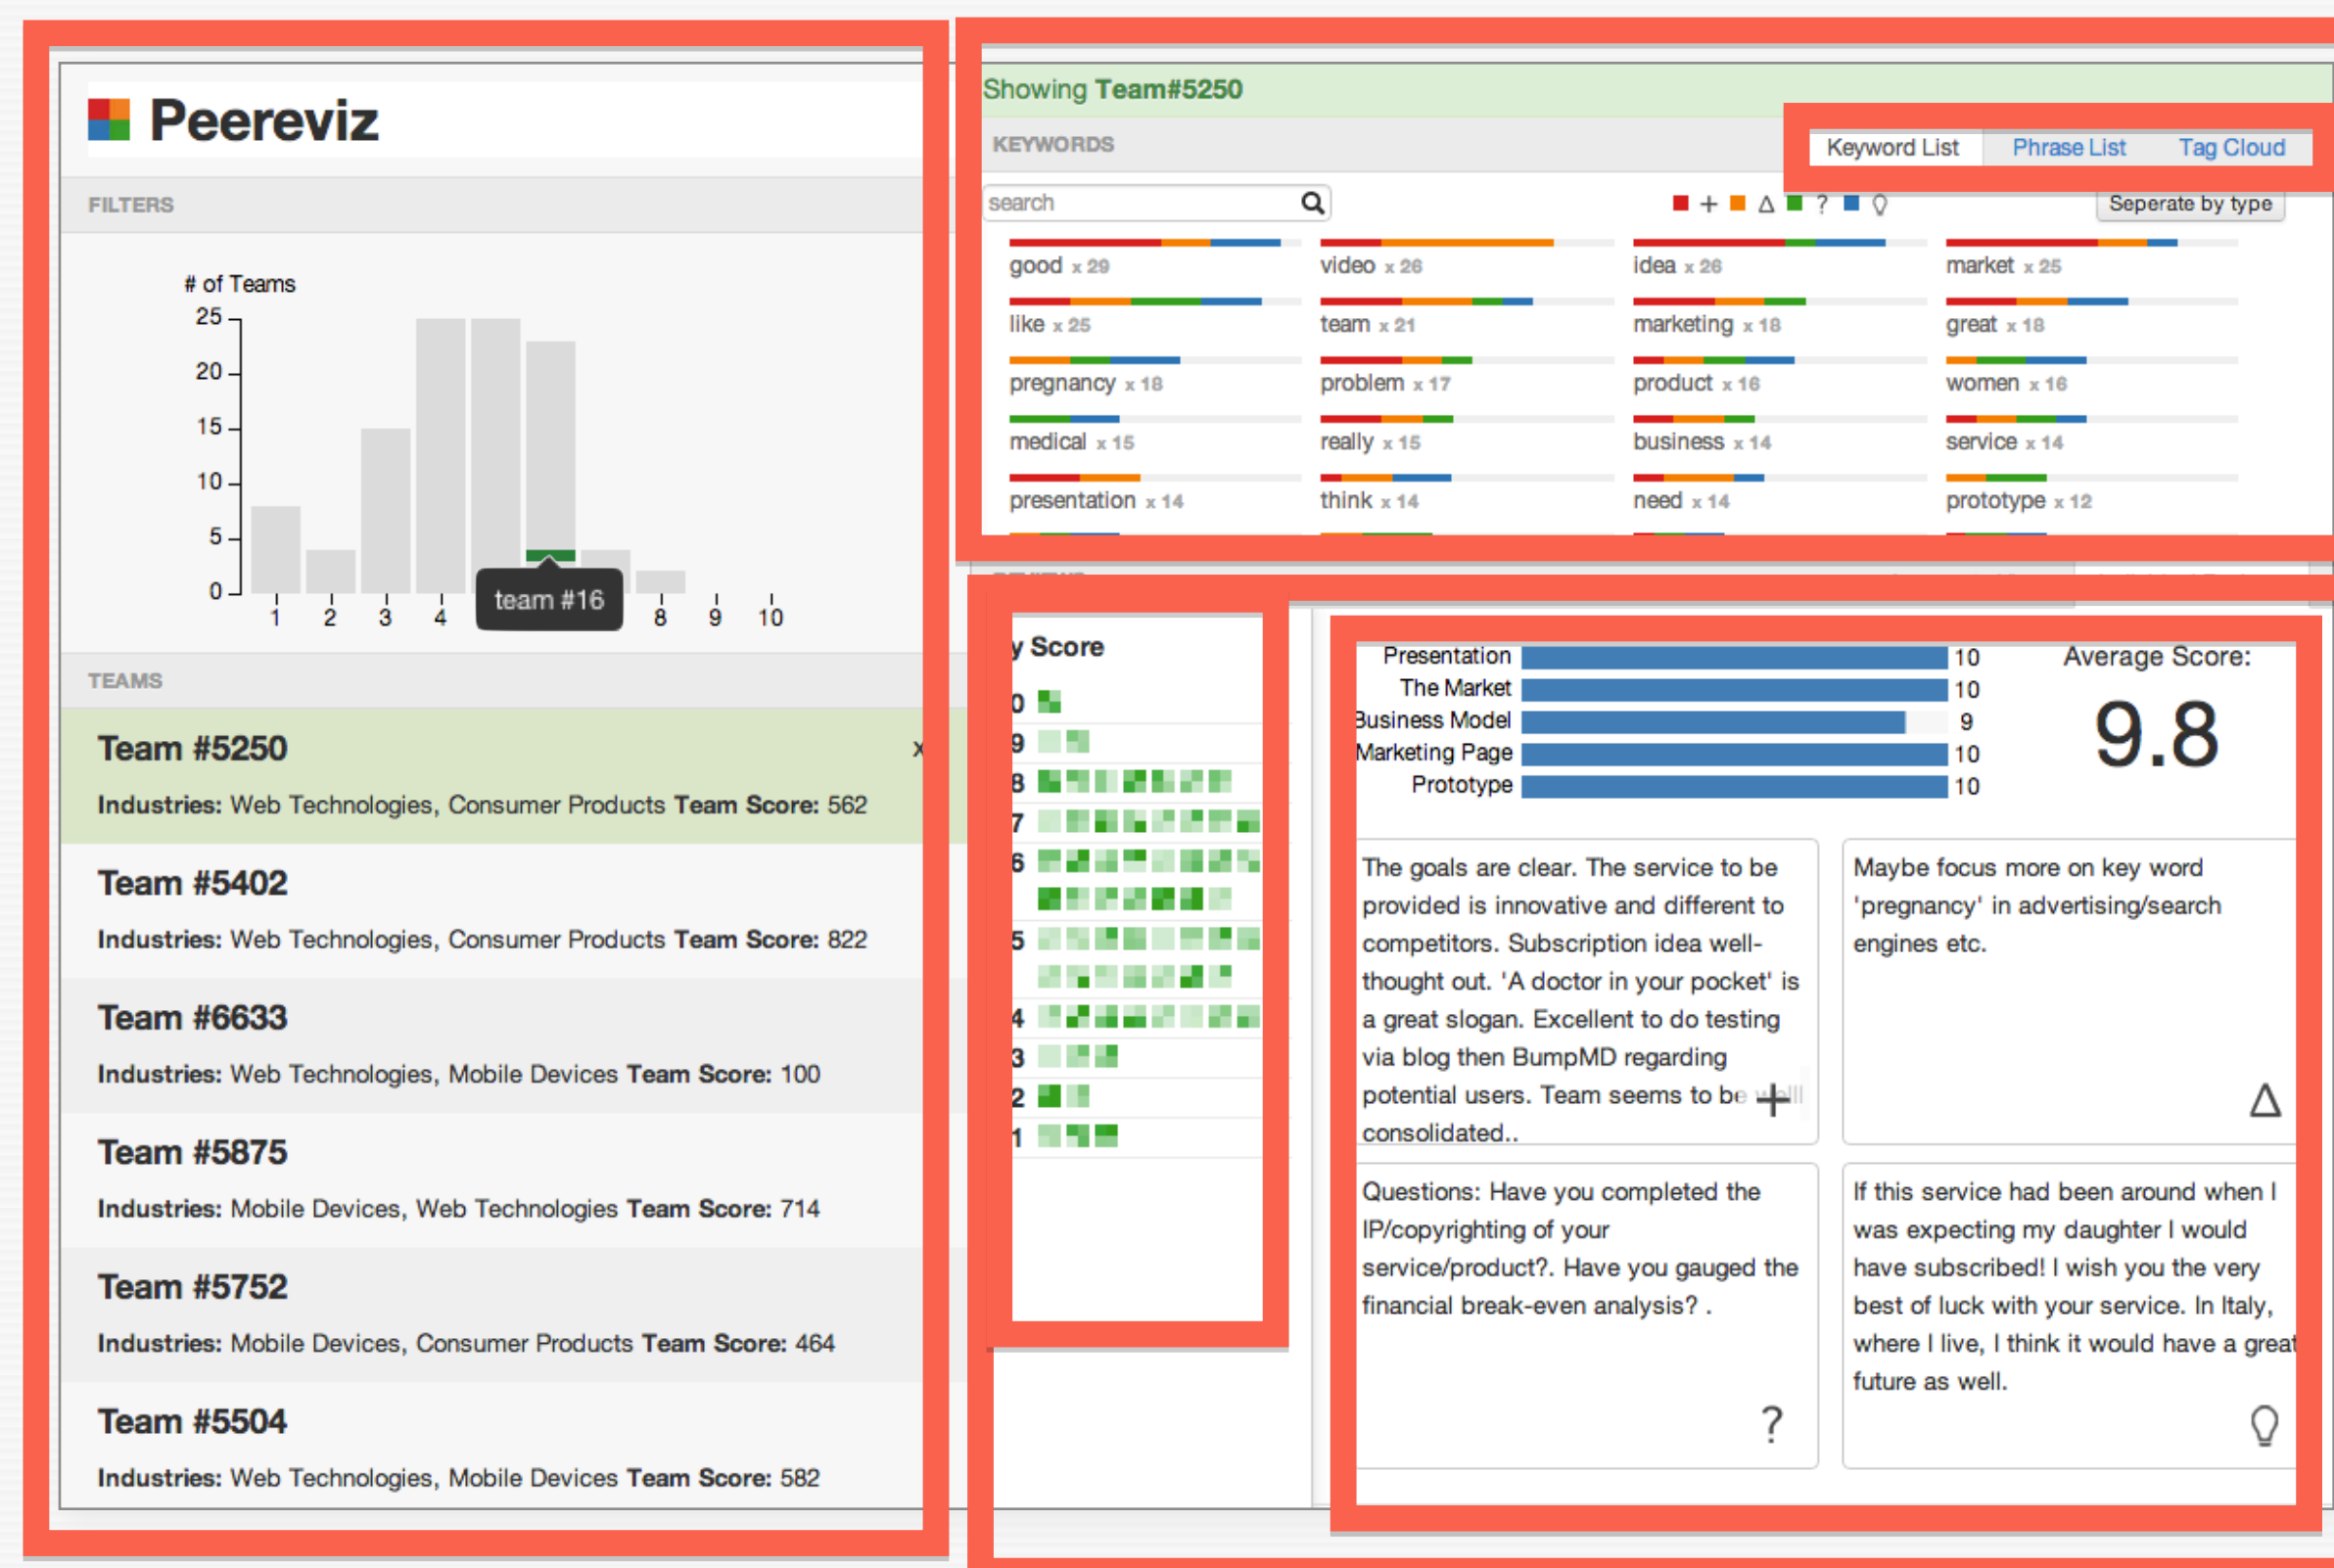 Peereviz
FILTERS
# of Teams
25
20
15
10
5
0
1 2 3 4 8 9 10
team #16
TEAMS
Team #5250 x
Industries: Web Technologies, Consumer Products Team Score: 562
Team #5402
Industries: Web Technologies, Consumer Products Team Score: 822
Team #6633
Industries: Web Technologies, Mobile Devices Team Score: 100
Team #5875
Industries: Mobile Devices, Web Technologies Team Score: 714
Team #5752
Industries: Mobile Devices, Consumer Products Team Score: 464
Team #5504
Industries: Web Technologies, Mobile Devices Team Score: 582
Showing Team#5250
KEYWORDS
Keyword List Phrase List Tag Cloud
search
+ Δ ?
Seperate by type
good x 29 video x 26 idea x 26 market x 25
like x 25 team x 21 marketing x 18 great x 18
pregnancy x 18 problem x 17 product x 16 women x 16
medical x 15 really x 15 business x 14 service x 14
presentation x 14 think x 14 need x 14 prototype x 12
y Score
0
9
8
7
6
5
4
3
2
1
Presentation 10
The Market 10
Business Model 9
Marketing Page 10
Prototype 10
Average Score:
9.8
The goals are clear. The service to be
provided is innovative and different to
competitors. Subscription idea well-
thought out. 'A doctor in your pocket' is
a great slogan. Excellent to do testing
via blog then BumpMD regarding
potential users. Team seems to be
consolidated..
+
Maybe focus more on key word
'pregnancy' in advertising/search
engines etc.
Δ
Questions: Have you completed the
IP/copyrighting of your
service/product?. Have you gauged the
financial break-even analysis? .
?
If this service had been around when I
was expecting my daughter I would
have subscribed! I wish you the very
best of luck with your service. In Italy,
where I live, I think it would have a great
future as well.